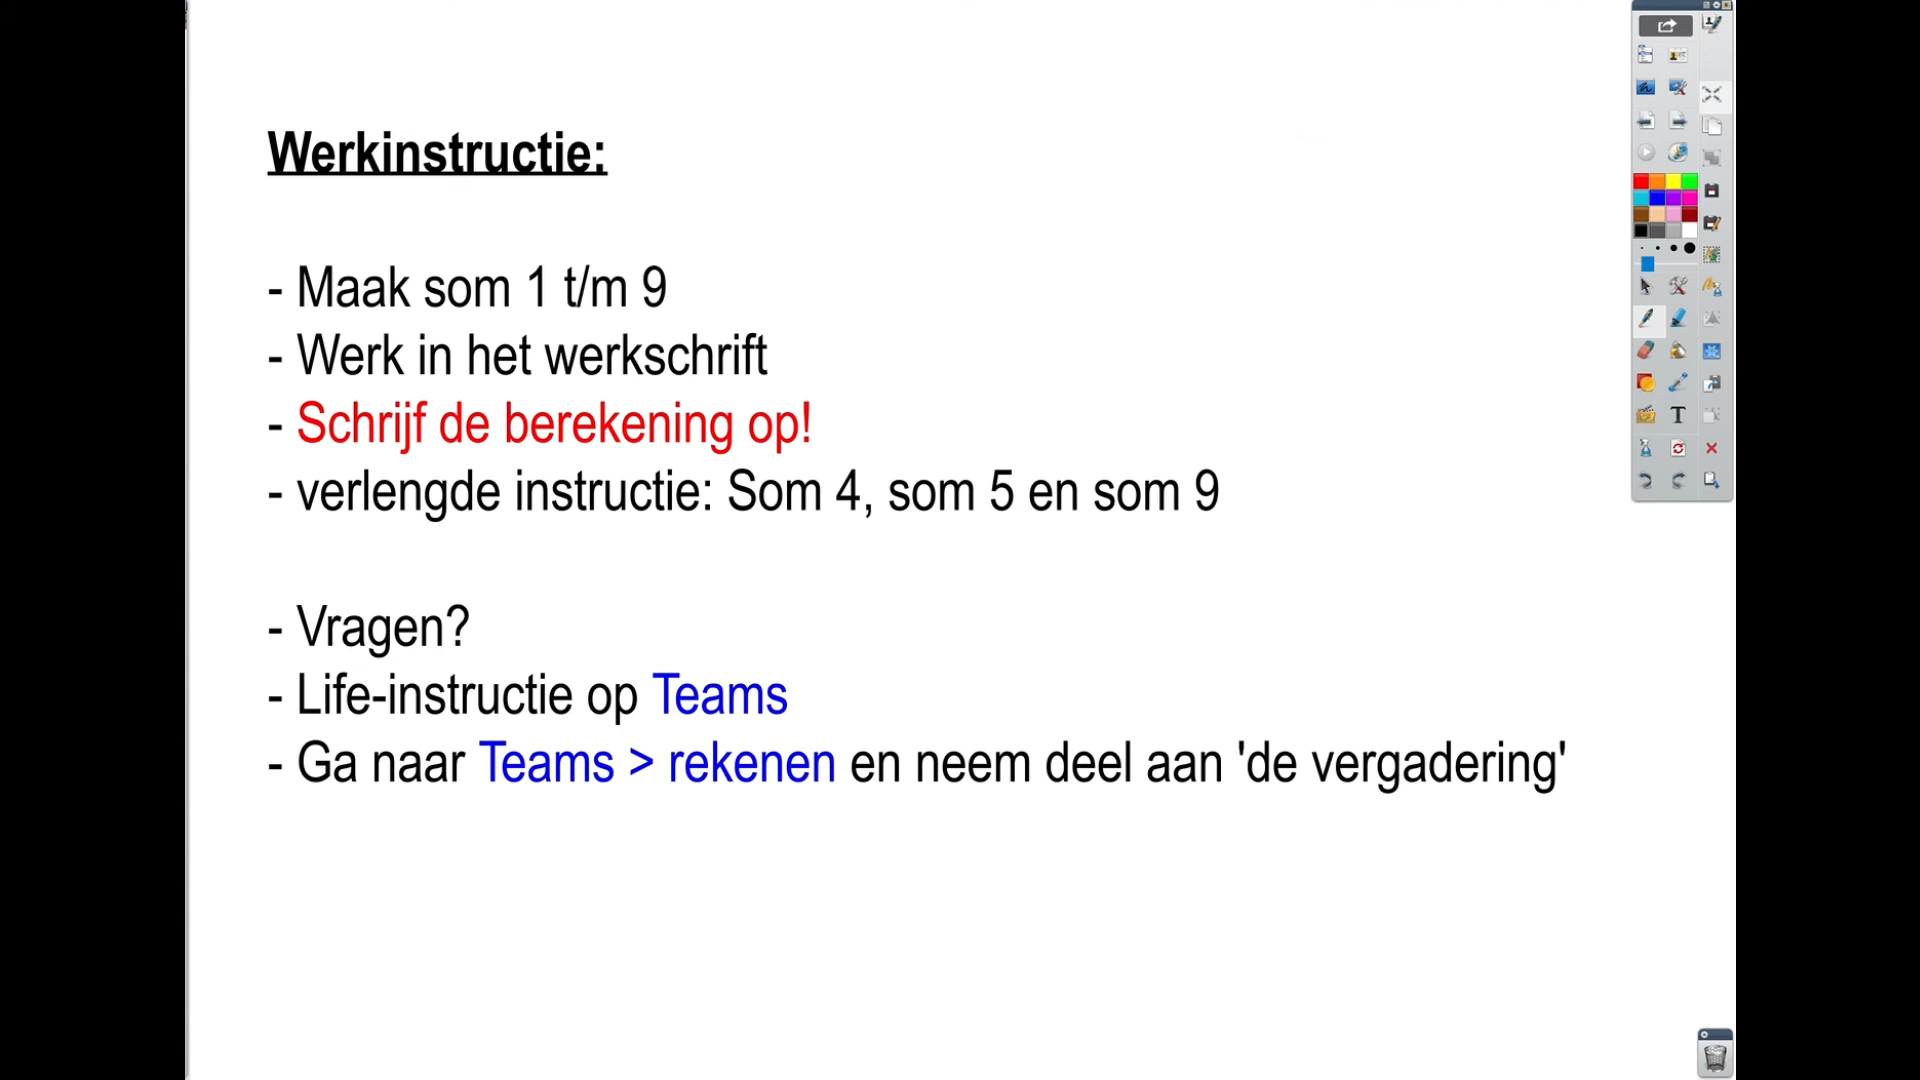 Werkinstructie:
- Maak som 1 t/m 9
- Werk in het werkschrift
- Schrijf de berekening op!
- verlengde instructie: Som 4, som 5 en som 9
- Vragen?
- Life-instructie op Teams
- Ga naar Teams > rekenen en neem deel aan 'de vergadering'